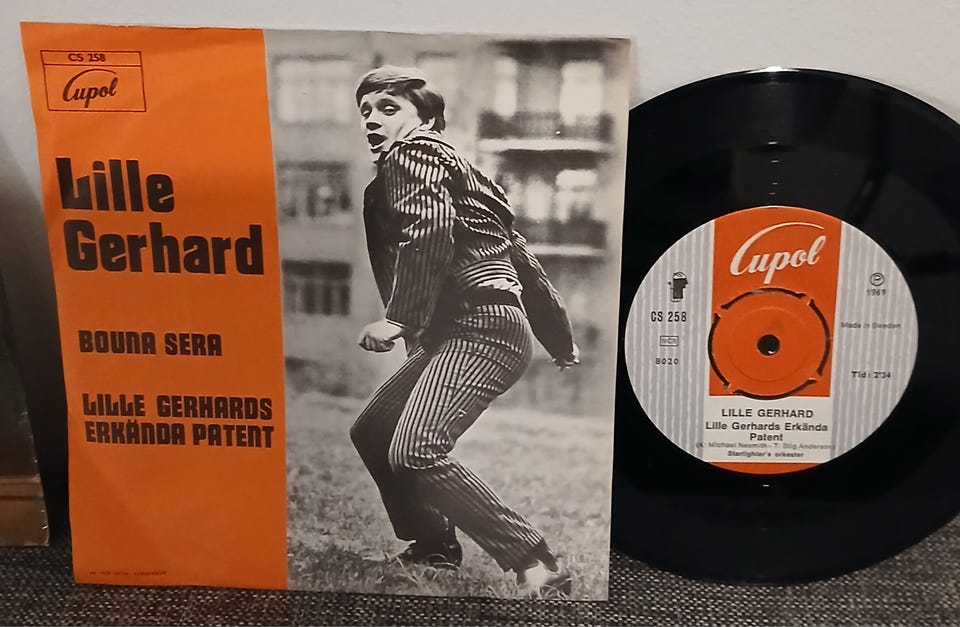 CS 258
Cupol
Lille
Gerhard
BOUNA SERA
LILLE GERHARDS
ERKÄNDA PATENT
Cupol
℗
1969
CS 258
NCB
8020
Made in Sweden
Tid: 2'34
LILLE GERHARD
Lille Gerhards Erkända
Patent
(K: Michael Nesmith - T: Stig Anderson)
Starfighter's orkester